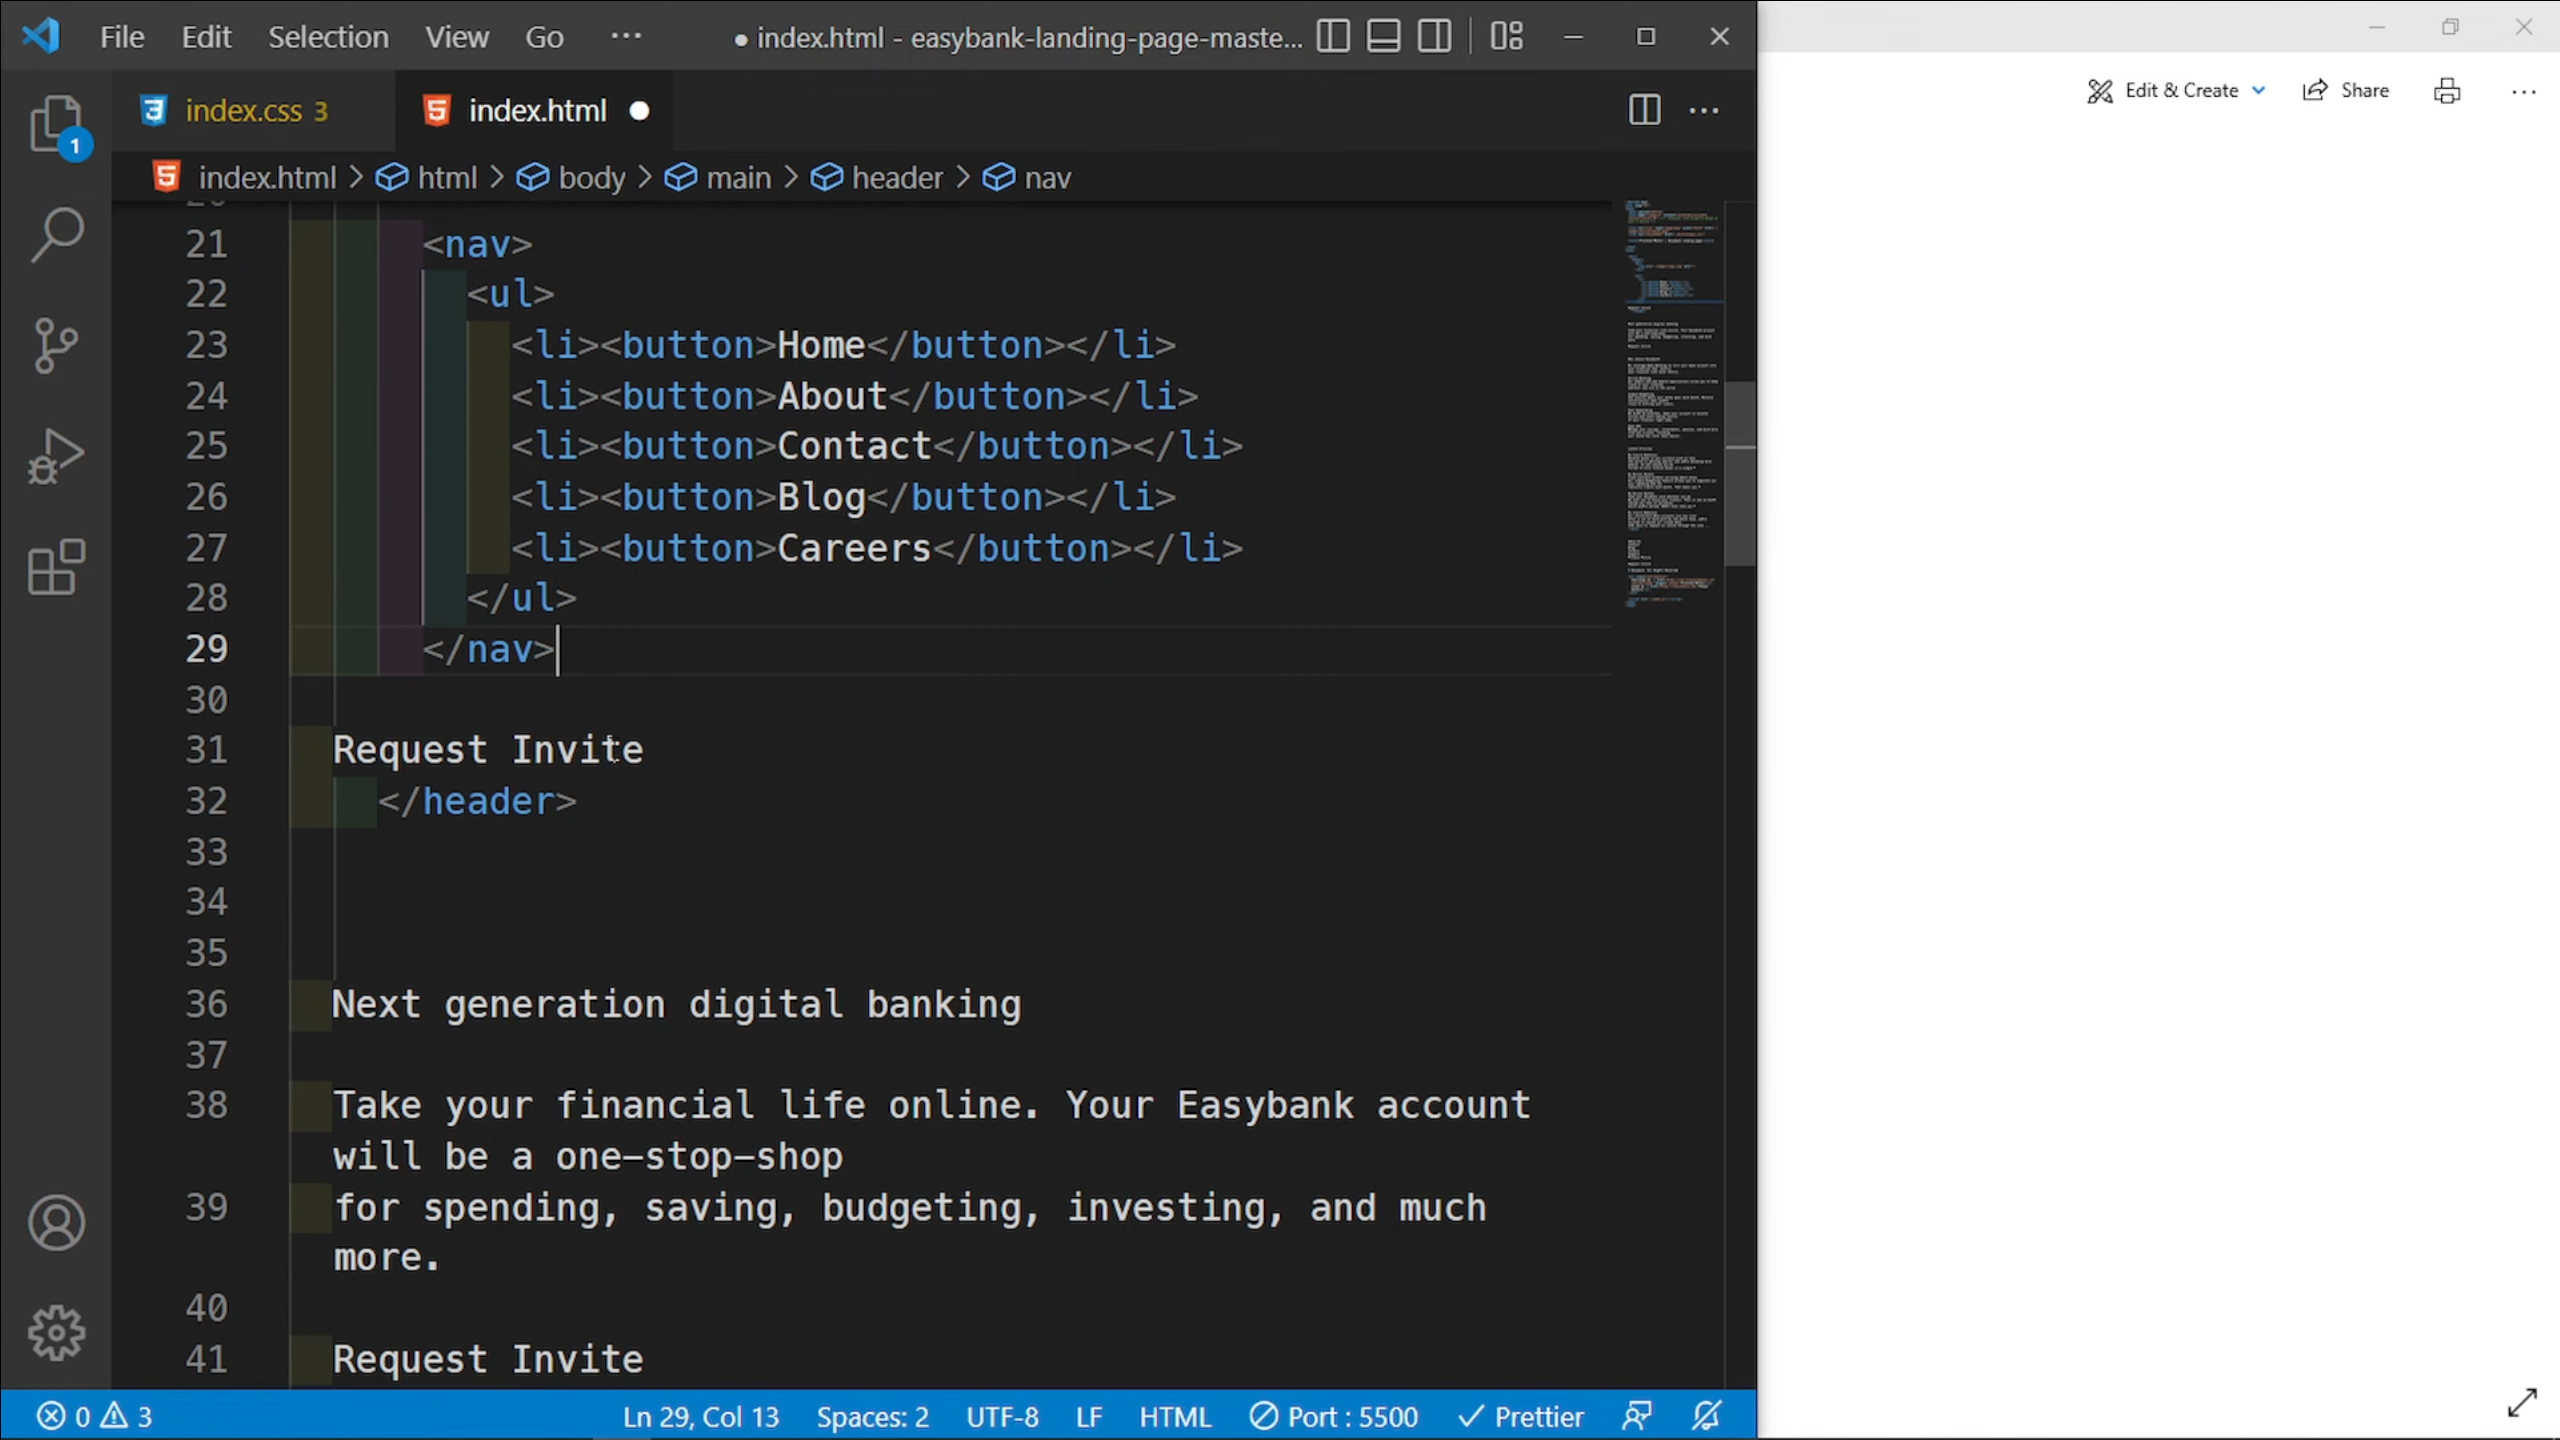 File Edit Selection View Go ··· ● index.html - easybank-landing-page-maste...
Edit & Create Share ···
index.css 3 index.html ● ···
1
index.html > html > body > main > header > nav
21 <nav>
22 <ul>
23 <li><button>Home</button></li>
24 <li><button>About</button></li>
25 <li><button>Contact</button></li>
26 <li><button>Blog</button></li>
27 <li><button>Careers</button></li>
28 </ul>
29 </nav>
30
31 Request Invite
32 </header>
33
34
35
36 Next generation digital banking
37
38 Take your financial life online. Your Easybank account
will be a one-stop-shop
39 for spending, saving, budgeting, investing, and much
more.
40
41 Request Invite
0 3 Ln 29, Col 13 Spaces: 2 UTF-8 LF HTML Port : 5500 Prettier